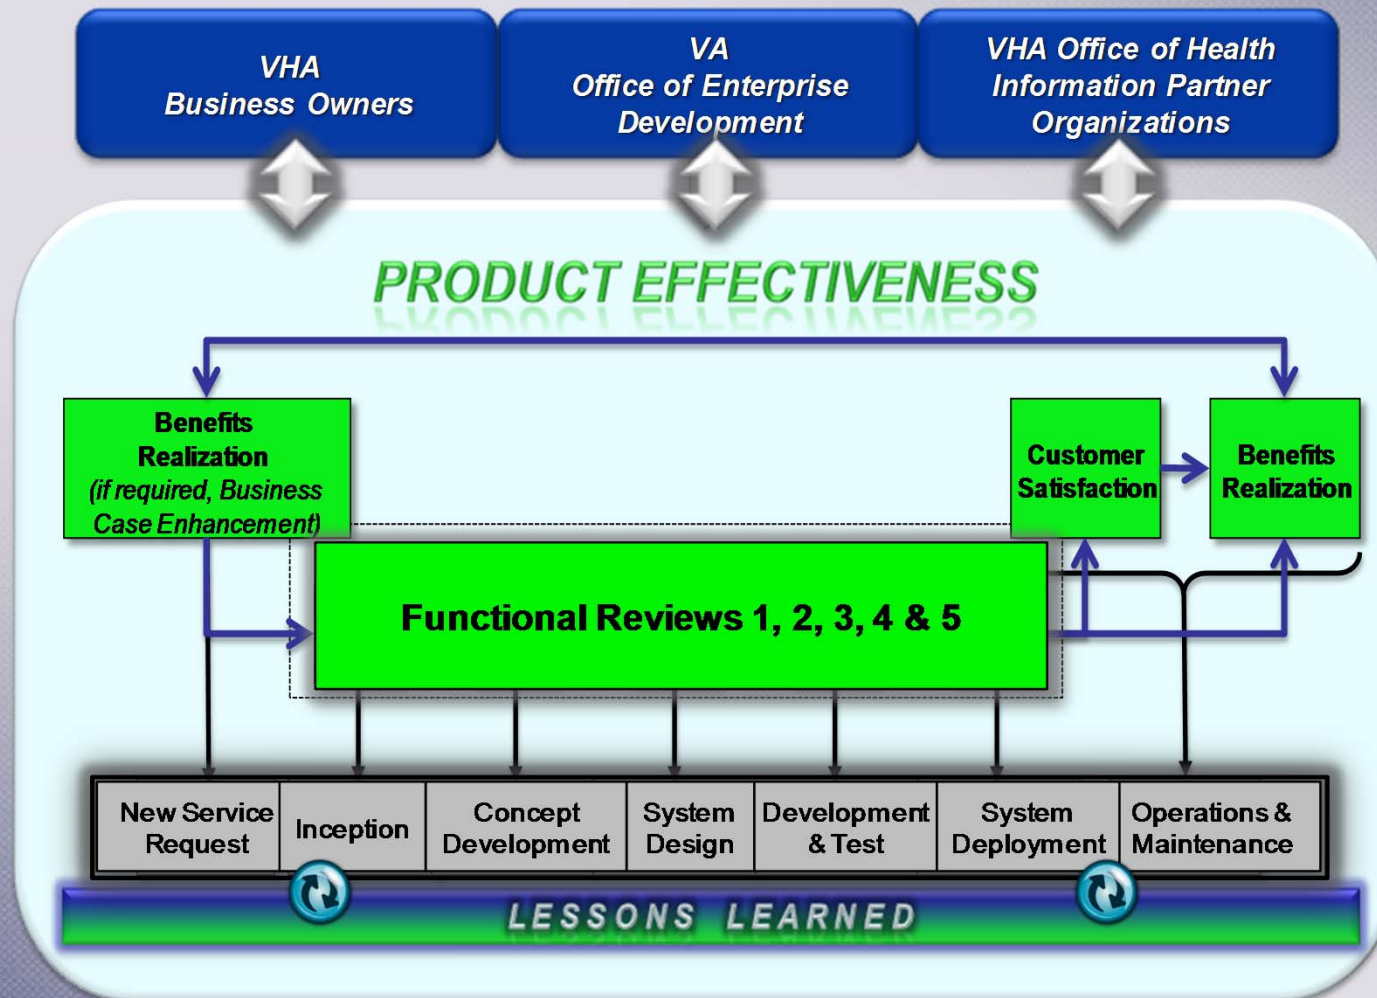 VHA
Business Owners
VA
Office of Enterprise
Development
VHA Office of Health
Information Partner
Organizations
PRODUCT EFFECTIVENESS
Benefits
Realization
(if required, Business
Case Enhancement)
Customer
Satisfaction
Benefits
Realization
Functional Reviews 1, 2, 3, 4 & 5
New Service
Request
Inception
Concept
Development
System
Design
Development
& Test
System
Deployment
Operations &
Maintenance
LESSONS LEARNED